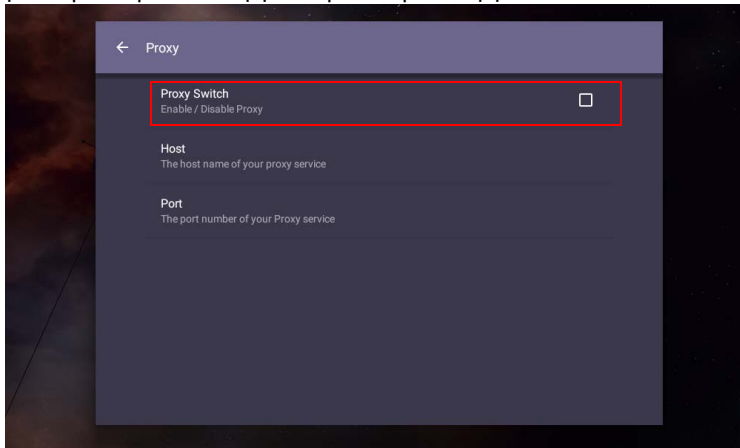 Proxy
Proxy Switch
Enable / Disable Proxy
Host
The host name of your proxy service
Port
The port number of your Proxy service